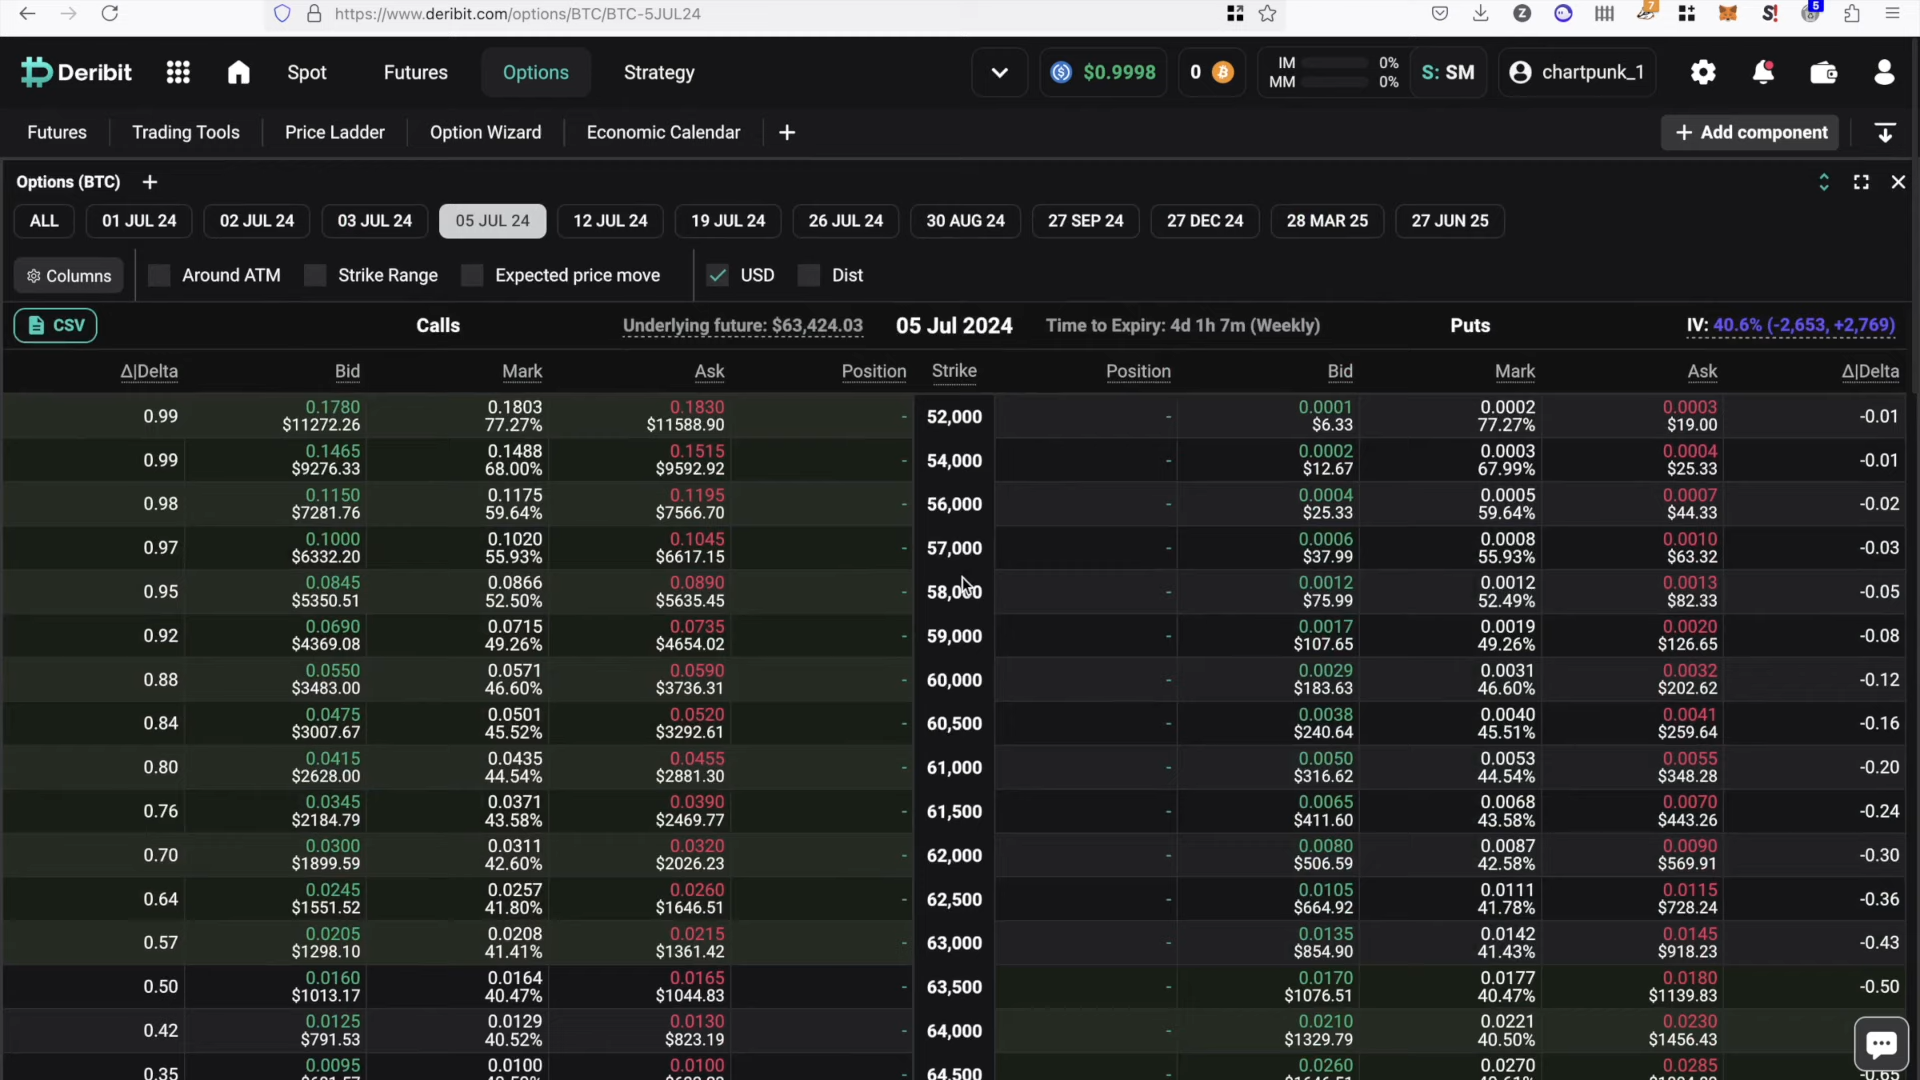 https://www.deribit.com/options/BTC/BTC-5JUL24
7
5
Deribit
Spot
Futures
Options
Strategy
$0.9998
0
IM 0%
MM 0%
S: SM
chartpunk_1
Futures
Trading Tools
Price Ladder
Option Wizard
Economic Calendar
+
+ Add component
Options (BTC) +
ALL 01 JUL 24 02 JUL 24 03 JUL 24 05 JUL 24 12 JUL 24 19 JUL 24 26 JUL 24 30 AUG 24 27 SEP 24 27 DEC 24 28 MAR 25 27 JUN 25
Columns Around ATM Strike Range Expected price move USD Dist
CSV Calls Underlying future: $63,424.03 05 Jul 2024 Time to Expiry: 4d 1h 7m (Weekly) Puts IV: 40.6% (-2,653, +2,769)
Δ|Delta Bid Mark Ask Position Strike Position Bid Mark Ask Δ|Delta
0.99 0.1780 0.1803 0.1830 - 52,000 - 0.0001 0.0002 0.0003 -0.01
$11272.26 77.27% $11588.90 $6.33 77.27% $19.00
0.99 0.1465 0.1488 0.1515 - 54,000 - 0.0002 0.0003 0.0004 -0.01
$9276.33 68.00% $9592.92 $12.67 67.99% $25.33
0.98 0.1150 0.1175 0.1195 - 56,000 - 0.0004 0.0005 0.0007 -0.02
$7281.76 59.64% $7566.70 $25.33 59.64% $44.33
0.97 0.1000 0.1020 0.1045 - 57,000 - 0.0006 0.0008 0.0010 -0.03
$6332.20 55.93% $6617.15 $37.99 55.93% $63.32
0.95 0.0845 0.0866 0.0890 - 58,000 - 0.0012 0.0012 0.0013 -0.05
$5350.51 52.50% $5635.45 $75.99 52.49% $82.33
0.92 0.0690 0.0715 0.0735 - 59,000 - 0.0017 0.0019 0.0020 -0.08
$4369.08 49.26% $4654.02 $107.65 49.26% $126.65
0.88 0.0550 0.0571 0.0590 - 60,000 - 0.0029 0.0031 0.0032 -0.12
$3483.00 46.60% $3736.31 $183.63 46.60% $202.62
0.84 0.0475 0.0501 0.0520 - 60,500 - 0.0038 0.0040 0.0041 -0.16
$3007.67 45.52% $3292.61 $240.64 45.51% $259.64
0.80 0.0415 0.0435 0.0455 - 61,000 - 0.0050 0.0053 0.0055 -0.20
$2628.00 44.54% $2881.30 $316.62 44.54% $348.28
0.76 0.0345 0.0371 0.0390 - 61,500 - 0.0065 0.0068 0.0070 -0.24
$2184.79 43.58% $2469.77 $411.60 43.58% $443.26
0.70 0.0300 0.0311 0.0320 - 62,000 - 0.0080 0.0087 0.0090 -0.30
$1899.59 42.60% $2026.23 $506.59 42.58% $569.91
0.64 0.0245 0.0257 0.0260 - 62,500 - 0.0105 0.0111 0.0115 -0.36
$1551.52 41.80% $1646.51 $664.92 41.78% $728.24
0.57 0.0205 0.0208 0.0215 - 63,000 - 0.0135 0.0142 0.0145 -0.43
$1298.10 41.41% $1361.42 $854.90 41.43% $918.23
0.50 0.0160 0.0164 0.0165 - 63,500 - 0.0170 0.0177 0.0180 -0.50
$1013.17 40.47% $1044.83 $1076.51 40.47% $1139.83
0.42 0.0125 0.0129 0.0130 - 64,000 - 0.0210 0.0221 0.0230
$791.53 40.52% $823.19 $1329.79 40.50% $1456.43
0.35 0.0095 0.0100 0.0100 - 64,500 - 0.0260 0.0270 0.0285